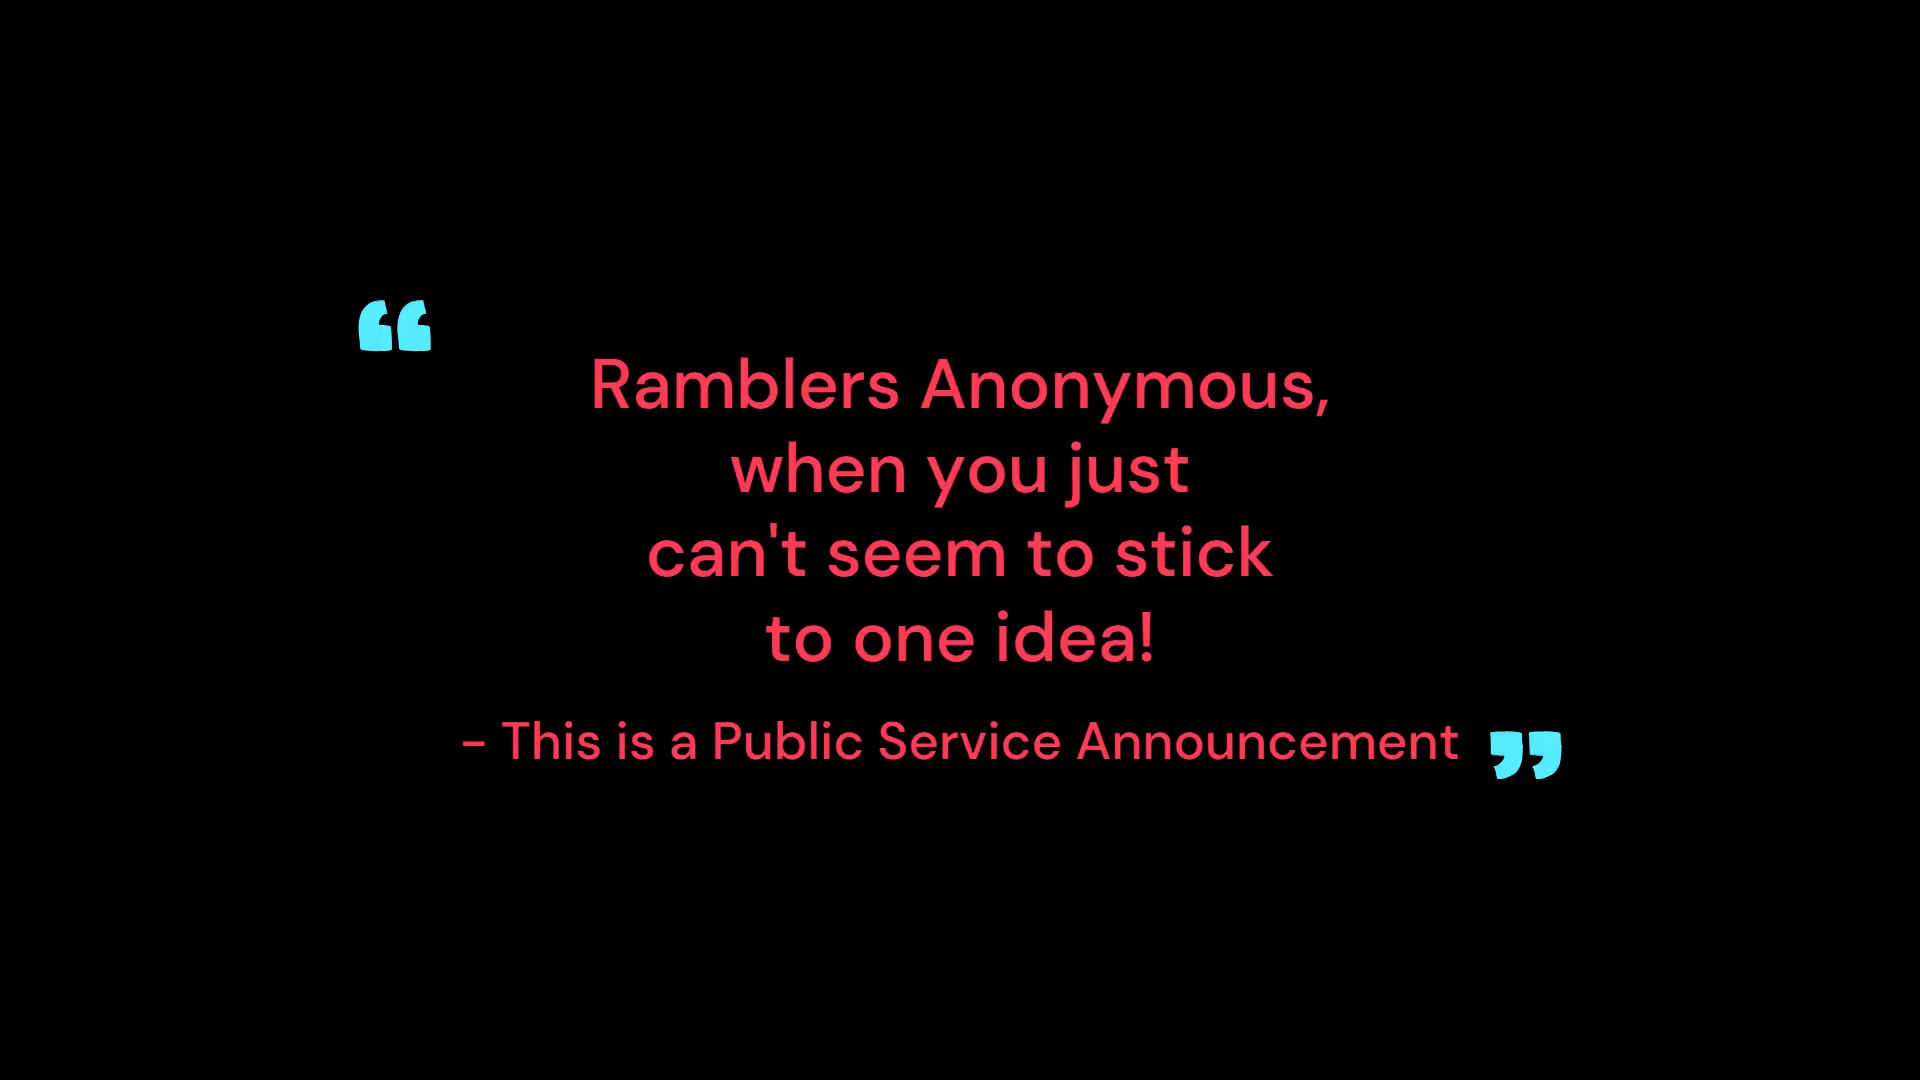 “
Ramblers Anonymous,
when you just
can't seem to stick
to one idea!
- This is a Public Service Announcement ”